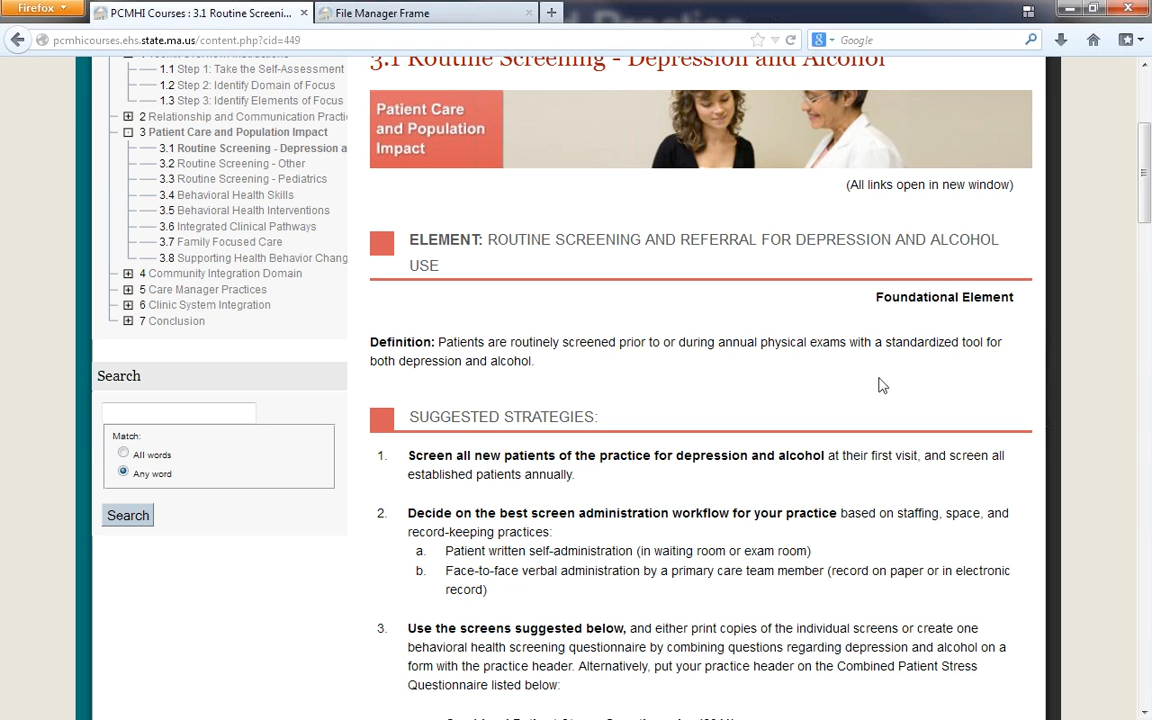 Firefox
PCMHI Courses : 3.1 Routine Screeni...
File Manager Frame
pcmhicourses.ehs.state.ma.us/content.php?cid=449
Google
3.1 Routine Screening - Depression and Alcohol
1.1 Step 1: Take the Self-Assessment
1.2 Step 2: Identify Domain of Focus
1.3 Step 3: Identify Elements of Focus
2 Relationship and Communication Practi
3 Patient Care and Population Impact
3.1 Routine Screening - Depression a
3.2 Routine Screening - Other
3.3 Routine Screening - Pediatrics
3.4 Behavioral Health Skills
3.5 Behavioral Health Interventions
3.6 Integrated Clinical Pathways
3.7 Family Focused Care
3.8 Supporting Health Behavior Chang
4 Community Integration Domain
5 Care Manager Practices
6 Clinic System Integration
7 Conclusion
Search
Match:
All words
Any word
Search
Patient Care
and Population
Impact
(All links open in new window)
ELEMENT: ROUTINE SCREENING AND REFERRAL FOR DEPRESSION AND ALCOHOL
USE
Foundational Element
Definition: Patients are routinely screened prior to or during annual physical exams with a standardized tool for
both depression and alcohol.
SUGGESTED STRATEGIES:
1. Screen all new patients of the practice for depression and alcohol at their first visit, and screen all
established patients annually.
2. Decide on the best screen administration workflow for your practice based on staffing, space, and
record-keeping practices:
a. Patient written self-administration (in waiting room or exam room)
b. Face-to-face verbal administration by a primary care team member (record on paper or in electronic
record)
3. Use the screens suggested below, and either print copies of the individual screens or create one
behavioral health screening questionnaire by combining questions regarding depression and alcohol on a
form with the practice header. Alternatively, put your practice header on the Combined Patient Stress
Questionnaire listed below: